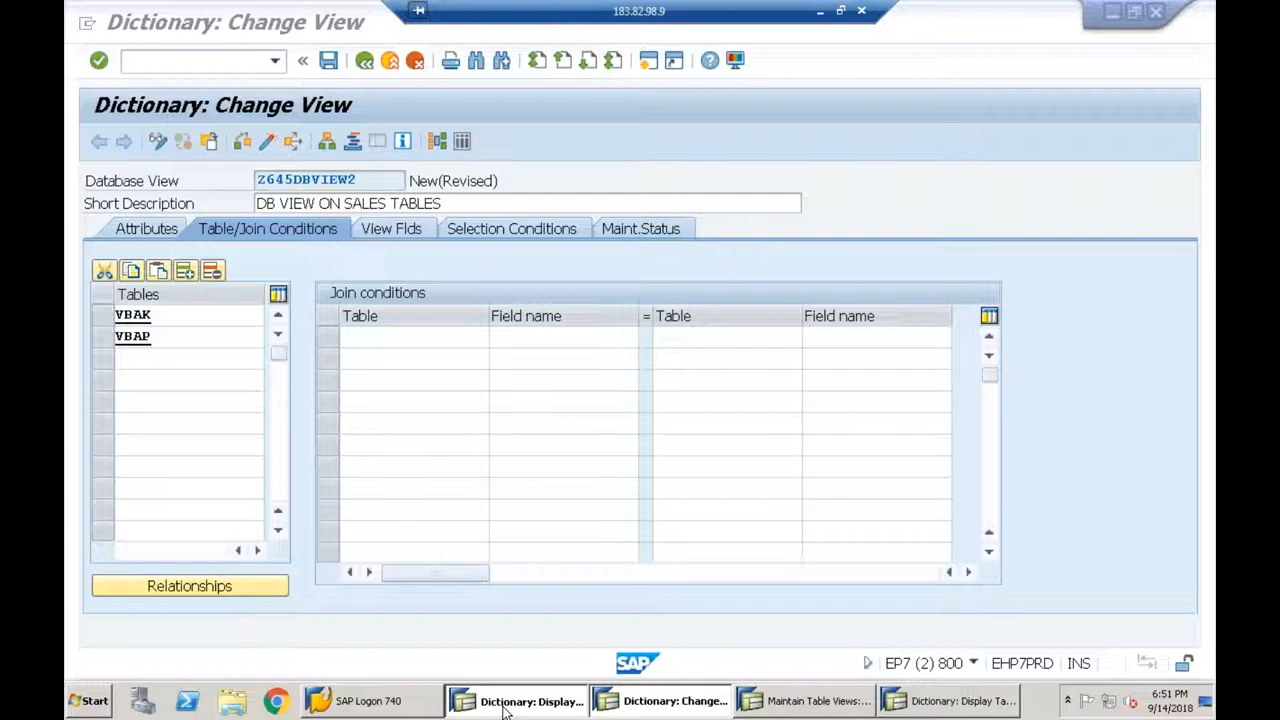 Dictionary: Change View
183.82.98.9
Dictionary: Change View
Database View
Z645DBVIEW2
New(Revised)
Short Description
DB VIEW ON SALES TABLES
Attributes
Table/Join Conditions
View Flds
Selection Conditions
Maint.Status
Tables
VBAK
VBAP
Join conditions
Table
Field name
=
Table
Field name
Relationships
SAP
EP7 (2) 800
EHP7PRD
INS
Start
SAP Logon 740
Dictionary: Display...
Dictionary: Change...
Maintain Table Views:...
Dictionary: Display Ta...
6:51 PM
9/14/2018